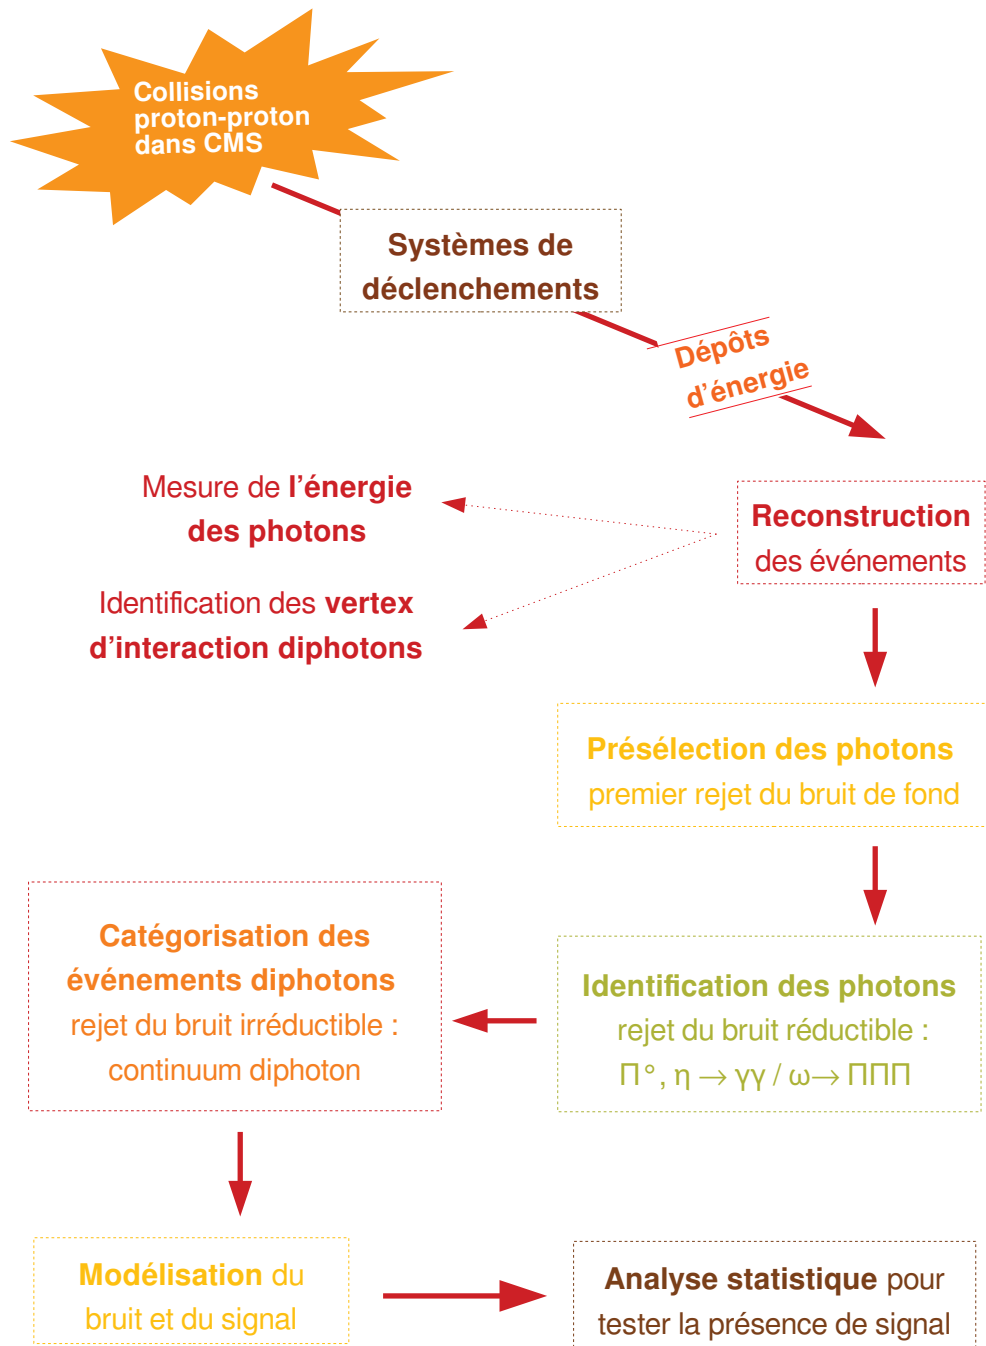 Collisions
proton-proton
dans CMS
Systèmes de
déclenchements
Dépôts
d'énergie
Mesure de l'énergie
des photons
Identification des vertex
d'interaction diphotons
Reconstruction
des événements
Présélection des photons
premier rejet du bruit de fond
Identification des photons
rejet du bruit réductible :
Π°, η → γγ / ω→ ΠΠΠ
Catégorisation des
événements diphotons
rejet du bruit irréductible :
continuum diphoton
Modélisation du
bruit et du signal
Analyse statistique pour
tester la présence de signal